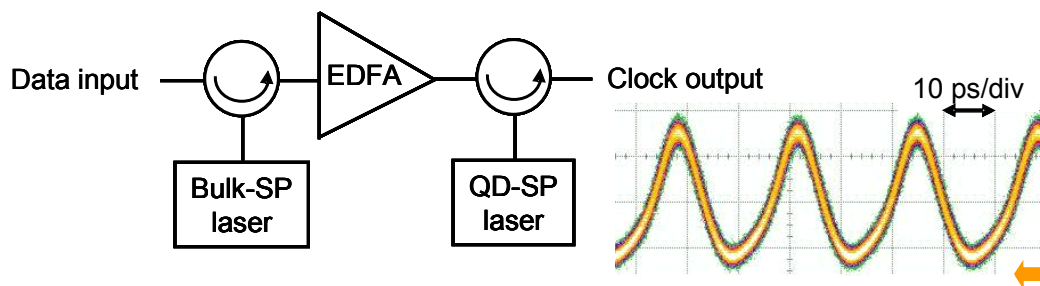 Data input
EDFA
Clock output
10 ps/div
Bulk-SP
laser
QD-SP
laser